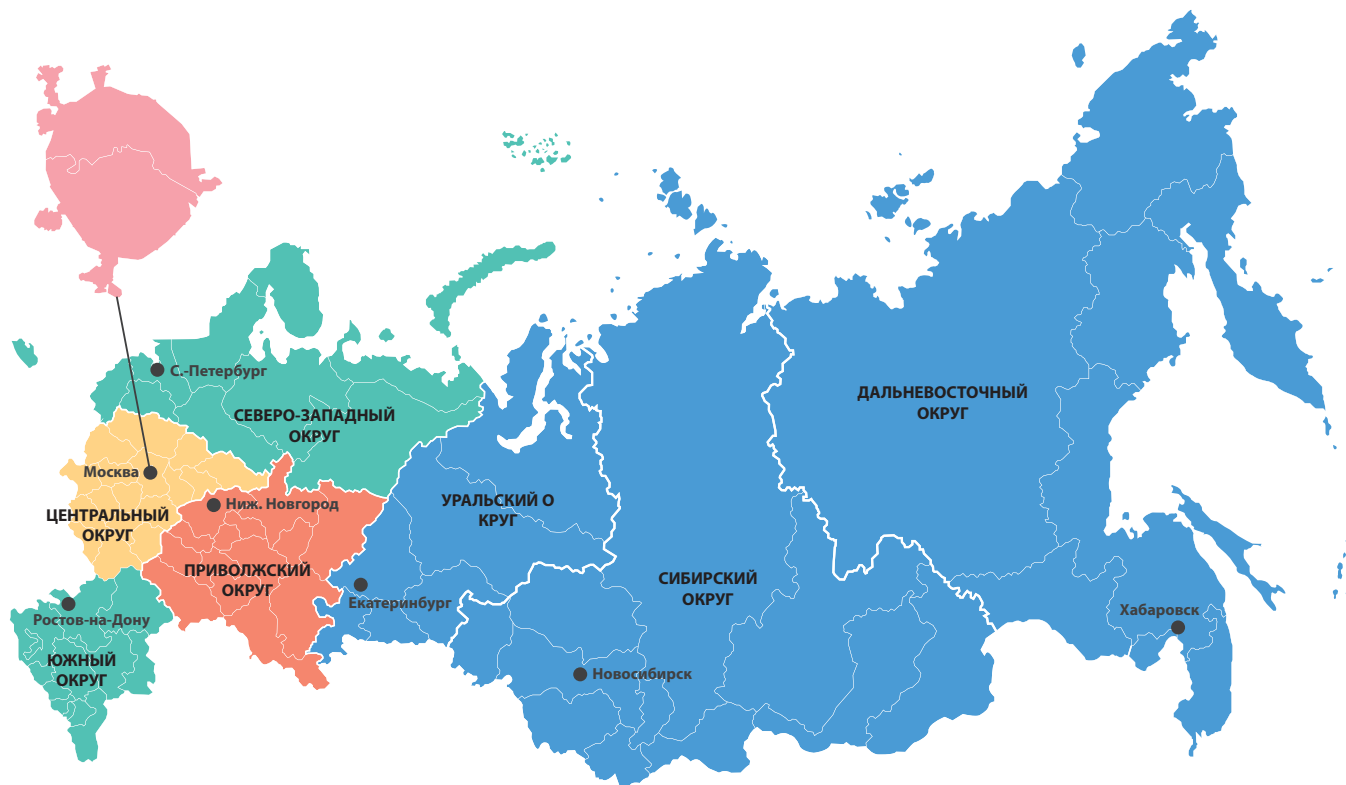 С.-Петербург
СЕВЕРО-ЗАПАДНЫЙ
ОКРУГ
ДАЛЬНЕВОСТОЧНЫЙ
ОКРУГ
Москва
ЦЕНТРАЛЬНЫЙ
ОКРУГ
Ниж. Новгород
УРАЛЬСКИЙ О
КРУГ
ПРИВОЛЖСКИЙ
ОКРУГ
Екатеринбург
СИБИРСКИЙ
ОКРУГ
Хабаровск
Ростов-на-Дону
ЮЖНЫЙ
ОКРУГ
Новосибирск